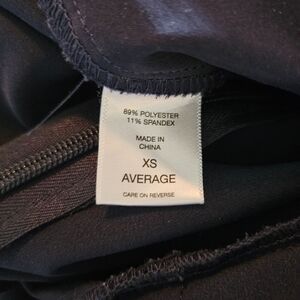 89% POLYESTER
11% SPANDEX
MADE IN
CHINA
XS
AVERAGE
CARE ON REVERSE